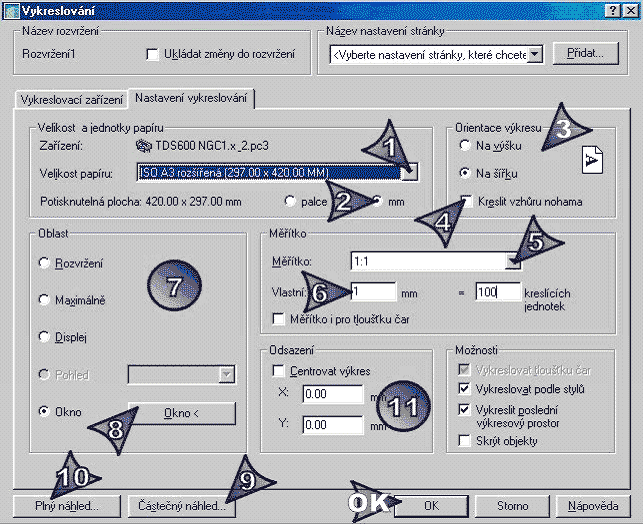 Vykreslování
Název rozvržení
Rozvržení1
Ukládat změny do rozvržení
Název nastavení stránky
<Vyberte nastavení stránky, které chcete
Přidat...
Vykreslovací zařízení
Nastavení vykreslování
Velikost a jednotky papíru
Zařízení: TDS600 NGC1.x_2.pc3
1
Velikost papíru: ISO A3 rozšířená (297.00 x 420.00 MM)
Potisknutelná plocha: 420.00 x 297.00 mm
palce
2
mm
Orientace výkresu
3
Na výšku
Na šířku
A
4
Kreslit vzhůru nohama
Oblast
7
Rozvržení
Maximálně
Displej
Pohled
Okno
8
Okno <
Měřítko
5
Měřítko: 1:1
Vlastní: 6 1 mm = 100 kreslících
jednotek
Měřítko i pro tloušťku čar
Odsazení
Centrovat výkres
X: 0.00 mm
11
Y: 0.00 mm
Možnosti
Vykreslovat tloušťku čar
Vykreslovat podle stylů
Vykreslit poslední
výkresový prostor
Skrýt objekty
10
9
Plný náhled...
Částečný náhled...
OK
OK
Storno
Nápověda